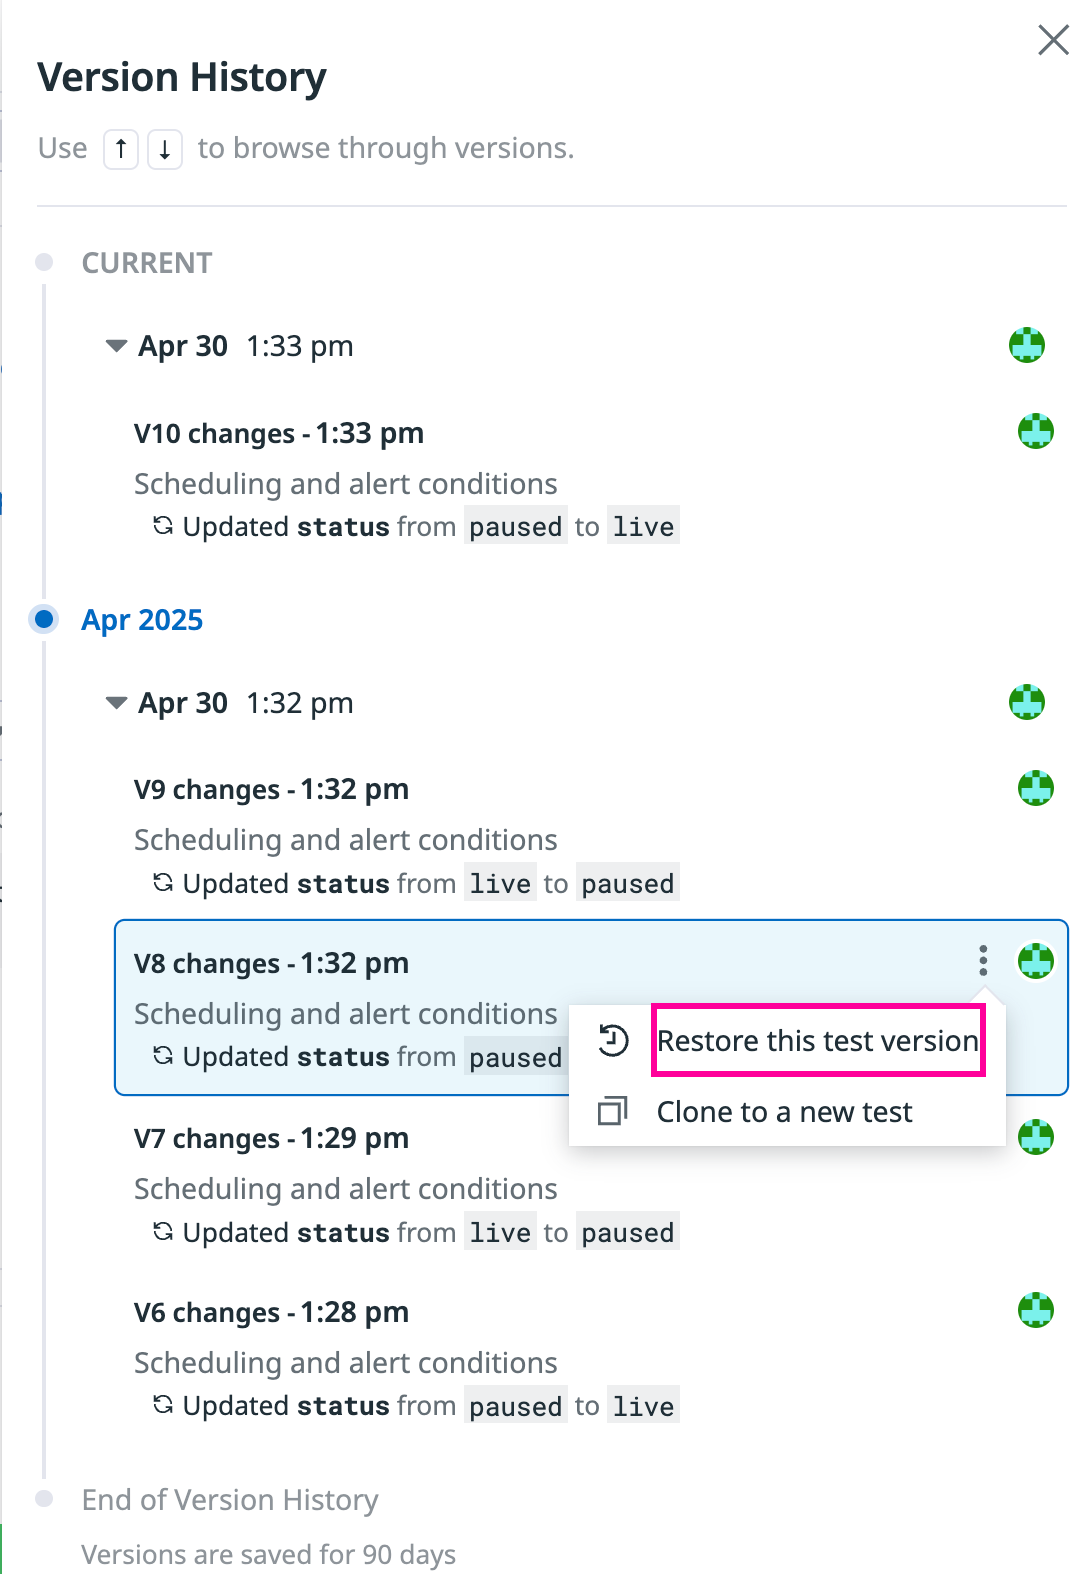 Version History
Use ↑ ↓ to browse through versions.
CURRENT
Apr 30 1:33 pm
V10 changes - 1:33 pm
Scheduling and alert conditions
Updated status from paused to live
Apr 2025
Apr 30 1:32 pm
V9 changes - 1:32 pm
Scheduling and alert conditions
Updated status from live to paused
V8 changes - 1:32 pm
Scheduling and alert conditions
Updated status from paused
Restore this test version
Clone to a new test
V7 changes - 1:29 pm
Scheduling and alert conditions
Updated status from live to paused
V6 changes - 1:28 pm
Scheduling and alert conditions
Updated status from paused to live
End of Version History
Versions are saved for 90 days